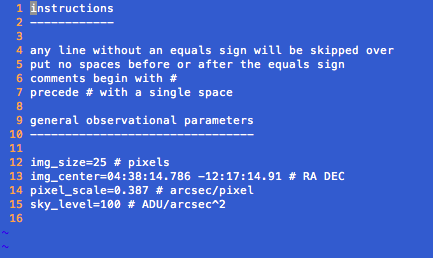 1 instructions
2 ------------
3
4 any line without an equals sign will be skipped over
5 put no spaces before or after the equals sign
6 comments begin with #
7 precede # with a single space
8
9 general observational parameters
10 --------------------------------
11
12 img_size=25 # pixels
13 img_center=04:38:14.786 -12:17:14.91 # RA DEC
14 pixel_scale=0.387 # arcsec/pixel
15 sky_level=100 # ADU/arcsec^2
16
~
~